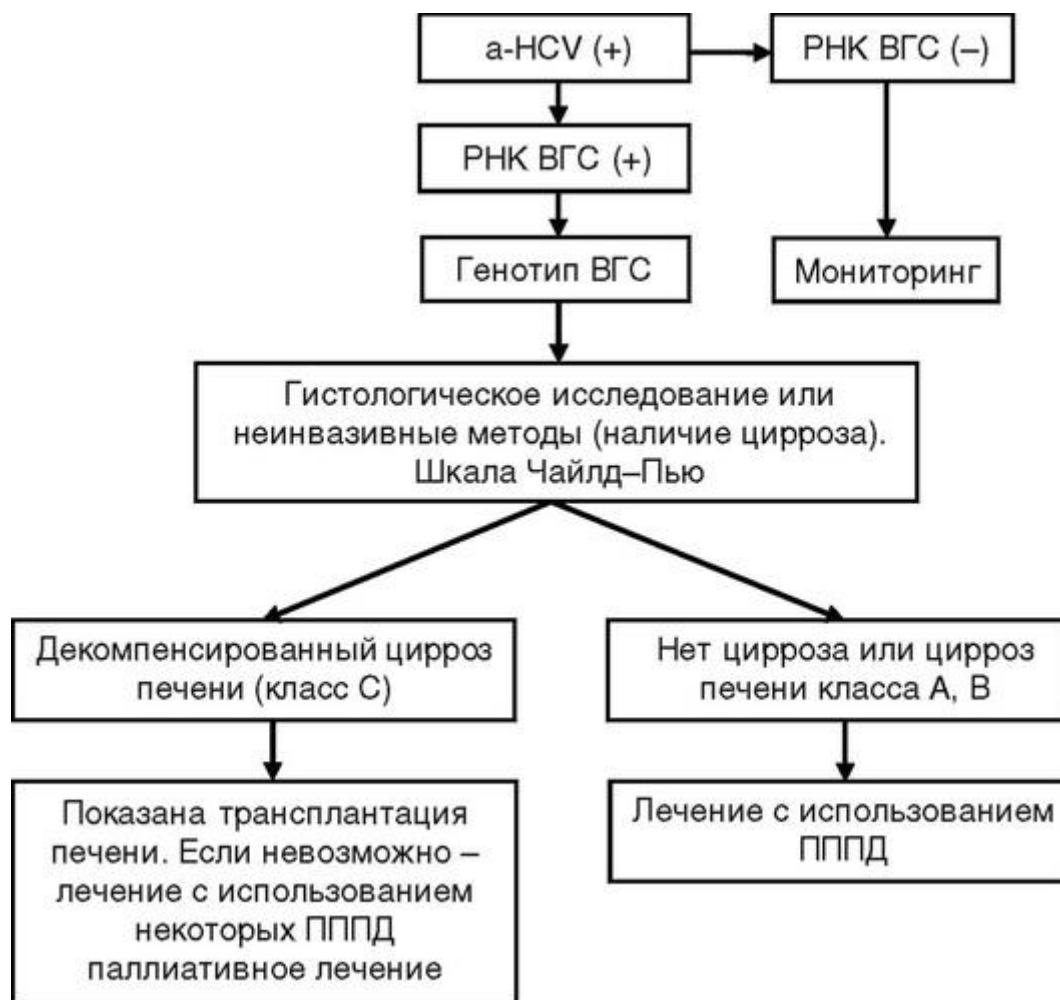 a-HCV (+)
РНК ВГС (–)
РНК ВГС (+)
Генотип ВГС
Мониторинг
Гистологическое исследование или
неинвазивные методы (наличие цирроза).
Шкала Чайлд–Пью
Декомпенсированный цирроз
печени (класс С)
Нет цирроза или цирроз
печени класса А, В
Показана трансплантация
печени. Если невозможно –
лечение с использованием
некоторых ПППД
паллиативное лечение
Лечение с использованием
ПППД